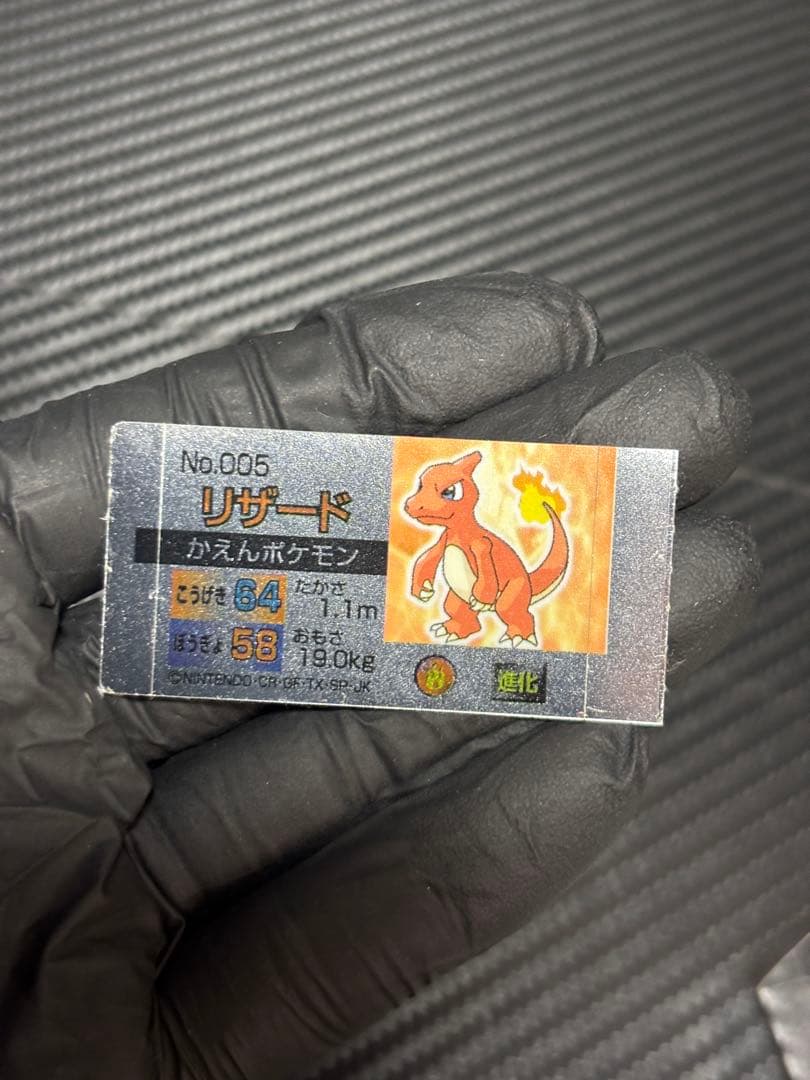 No.005
リザード
かえんポケモン
こうげき 64 たかさ 1.1m
ぼうぎょ 58 おもさ 19.0kg
©NINTENDO・CR・GF・TX・SP・JK
進化